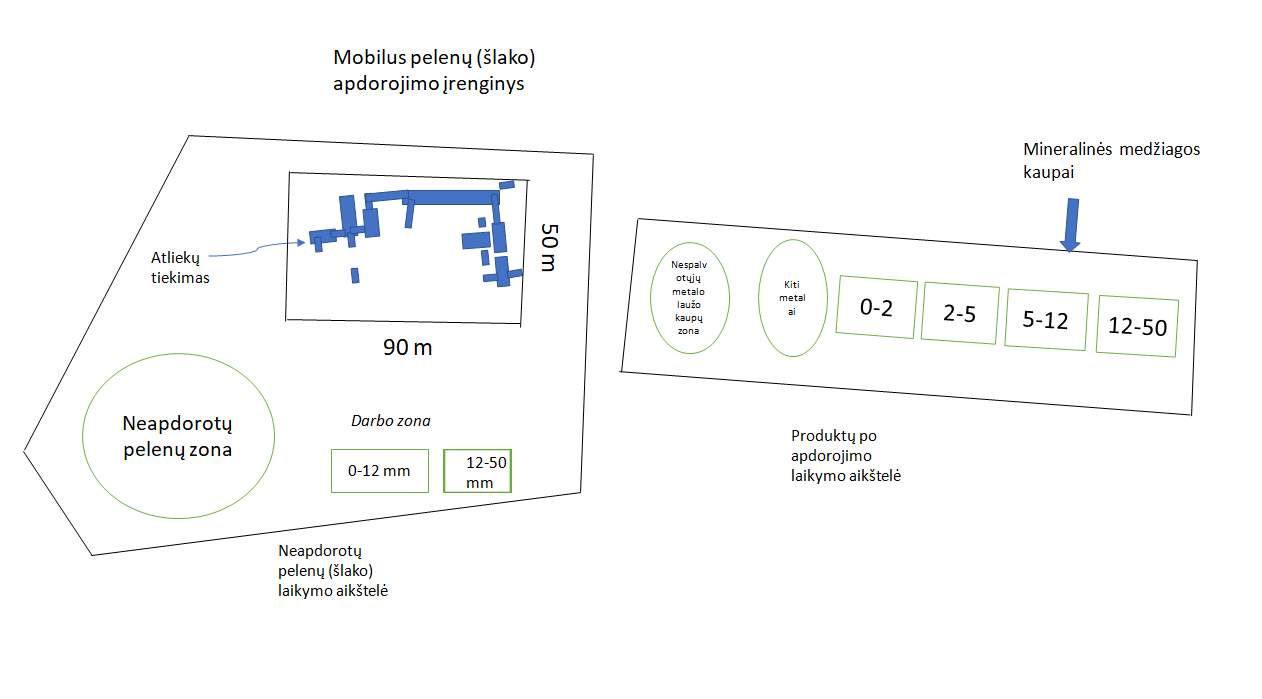 Mobilus pelenų (šlako)
apdorojimo įrenginys
Atliekų
tiekimas
50 m
90 m
Neapdorotų
pelenų zona
Darbo zona
0-12 mm
12-50
mm
Neapdorotų
pelenų (šlako)
laikymo aikštelė
Mineralinės medžiagos
kaupai
Nespalv
otųjų
metalo
laužo
kaupų
zona
Kiti
metal
ai
0-2
2-5
5-12
12-50
Produktų po
apdorojimo
laikymo aikštelė